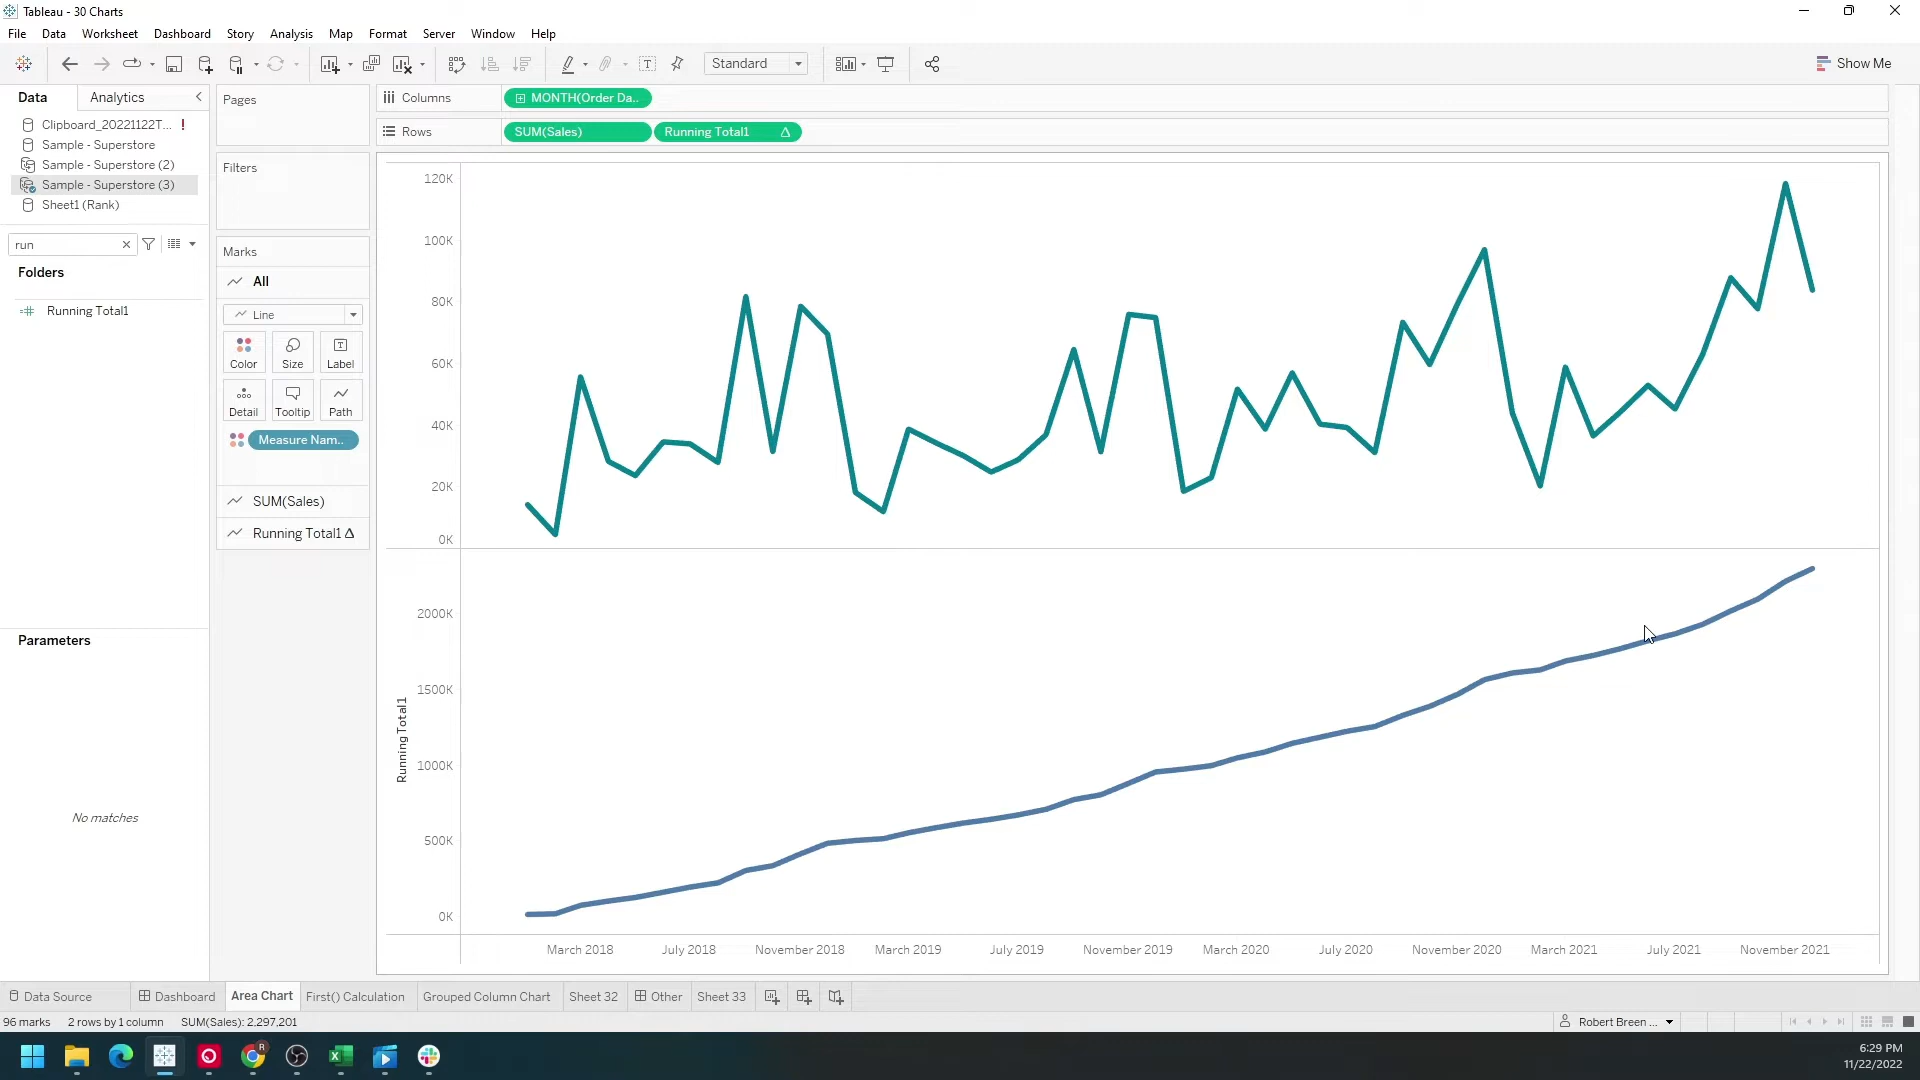 Tableau - 30 Charts
File Data Worksheet Dashboard Story Analysis Map Format Server Window Help
Standard
Show Me
Data Analytics
Clipboard_20221122T... !
Sample - Superstore
Sample - Superstore (2)
Sample - Superstore (3)
Sheet1 (Rank)
run
Folders
Running Total1
Parameters
No matches
Pages
Filters
Marks
All
Line
Color Size Label
Detail Tooltip Path
Measure Nam..
SUM(Sales)
Running Total1 Δ
Columns MONTH(Order Da..
Rows SUM(Sales) Running Total1 Δ
120K
100K
80K
60K
40K
20K
0K
Running Total1
2000K
1500K
1000K
500K
0K
March 2018 July 2018 November 2018 March 2019 July 2019 November 2019 March 2020 July 2020 November 2020 March 2021 July 2021 November 2021
Data Source Dashboard Area Chart First() Calculation Grouped Column Chart Sheet 32 Other Sheet 33
96 marks 2 rows by 1 column SUM(Sales): 2,297,201
Robert Breen ...
R
6:29 PM
11/22/2022